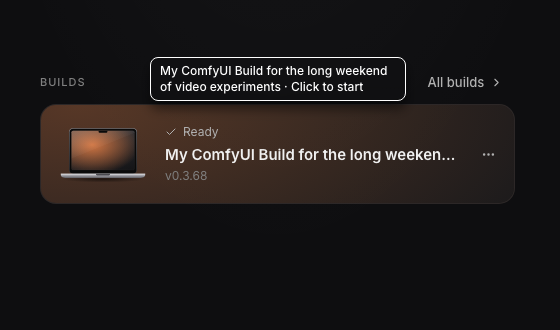 My ComfyUI Build for the long weekend
of video experiments · Click to start
BUILDS
All builds
Ready
My ComfyUI Build for the long weeken...
v0.3.68